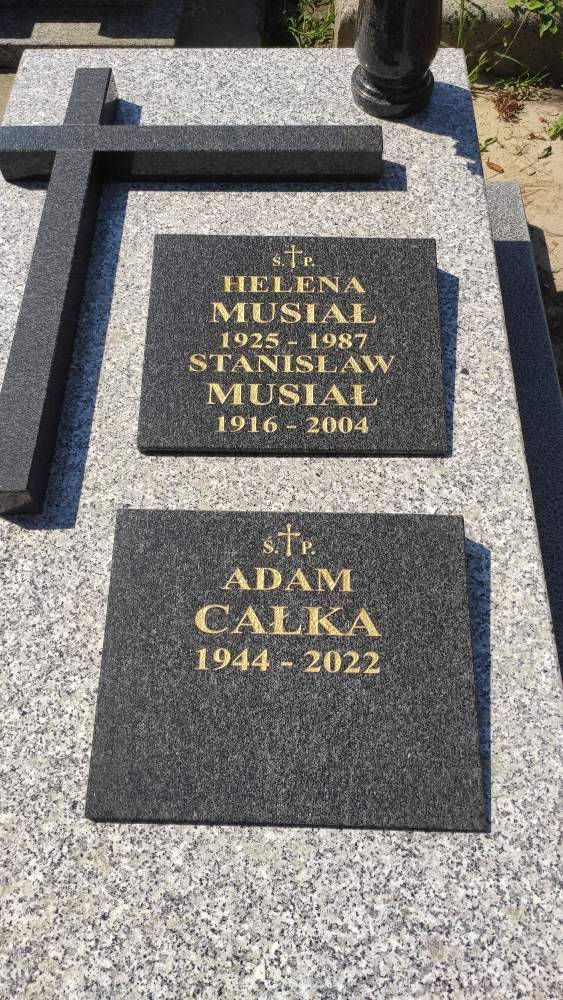 Ś.†P.
HELENA
MUSIAŁ
1925 - 1987
STANISŁAW
MUSIAŁ
1916 - 2004
Ś.†P.
ADAM
CAŁKA
1944 - 2022